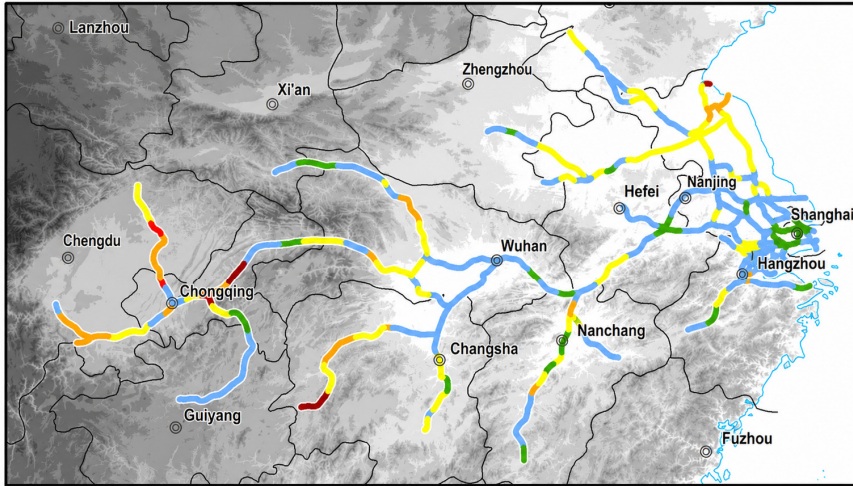 Lanzhou
Xi'an
Zhengzhou
Nanjing
Hefei
Shanghai
Chengdu
Wuhan
Hangzhou
Chongqing
Nanchang
Changsha
Guiyang
Fuzhou